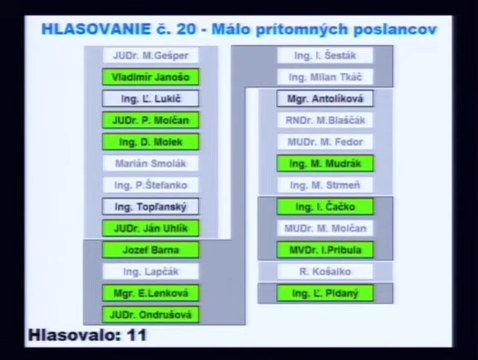 HLASOVANIE č. 20 - Málo prítomných poslancov
JUDr. M.Gešper
Vladimír Janošo
Ing. Ľ. Lukič
JUDr. P. Molčan
Ing. D. Molek
Marián Smolák
Ing. P.Štefanko
Ing. Topľanský
JUDr. Ján Uhlík
Jozef Barna
Ing. Lapčák
Mgr. E.Lenková
JUDr. Ondrušová
Ing. I. Šesták
Ing. Milan Tkáč
Mgr. Antolíková
RNDr. M.Blaščák
MUDr. M. Fedor
Ing. M. Mudrák
Ing. M. Strmeň
Ing. I. Čačko
MUDr. M. Molčan
MVDr. I.Pribula
R. Košalko
Ing. Ľ. Pidaný
Hlasovalo: 11